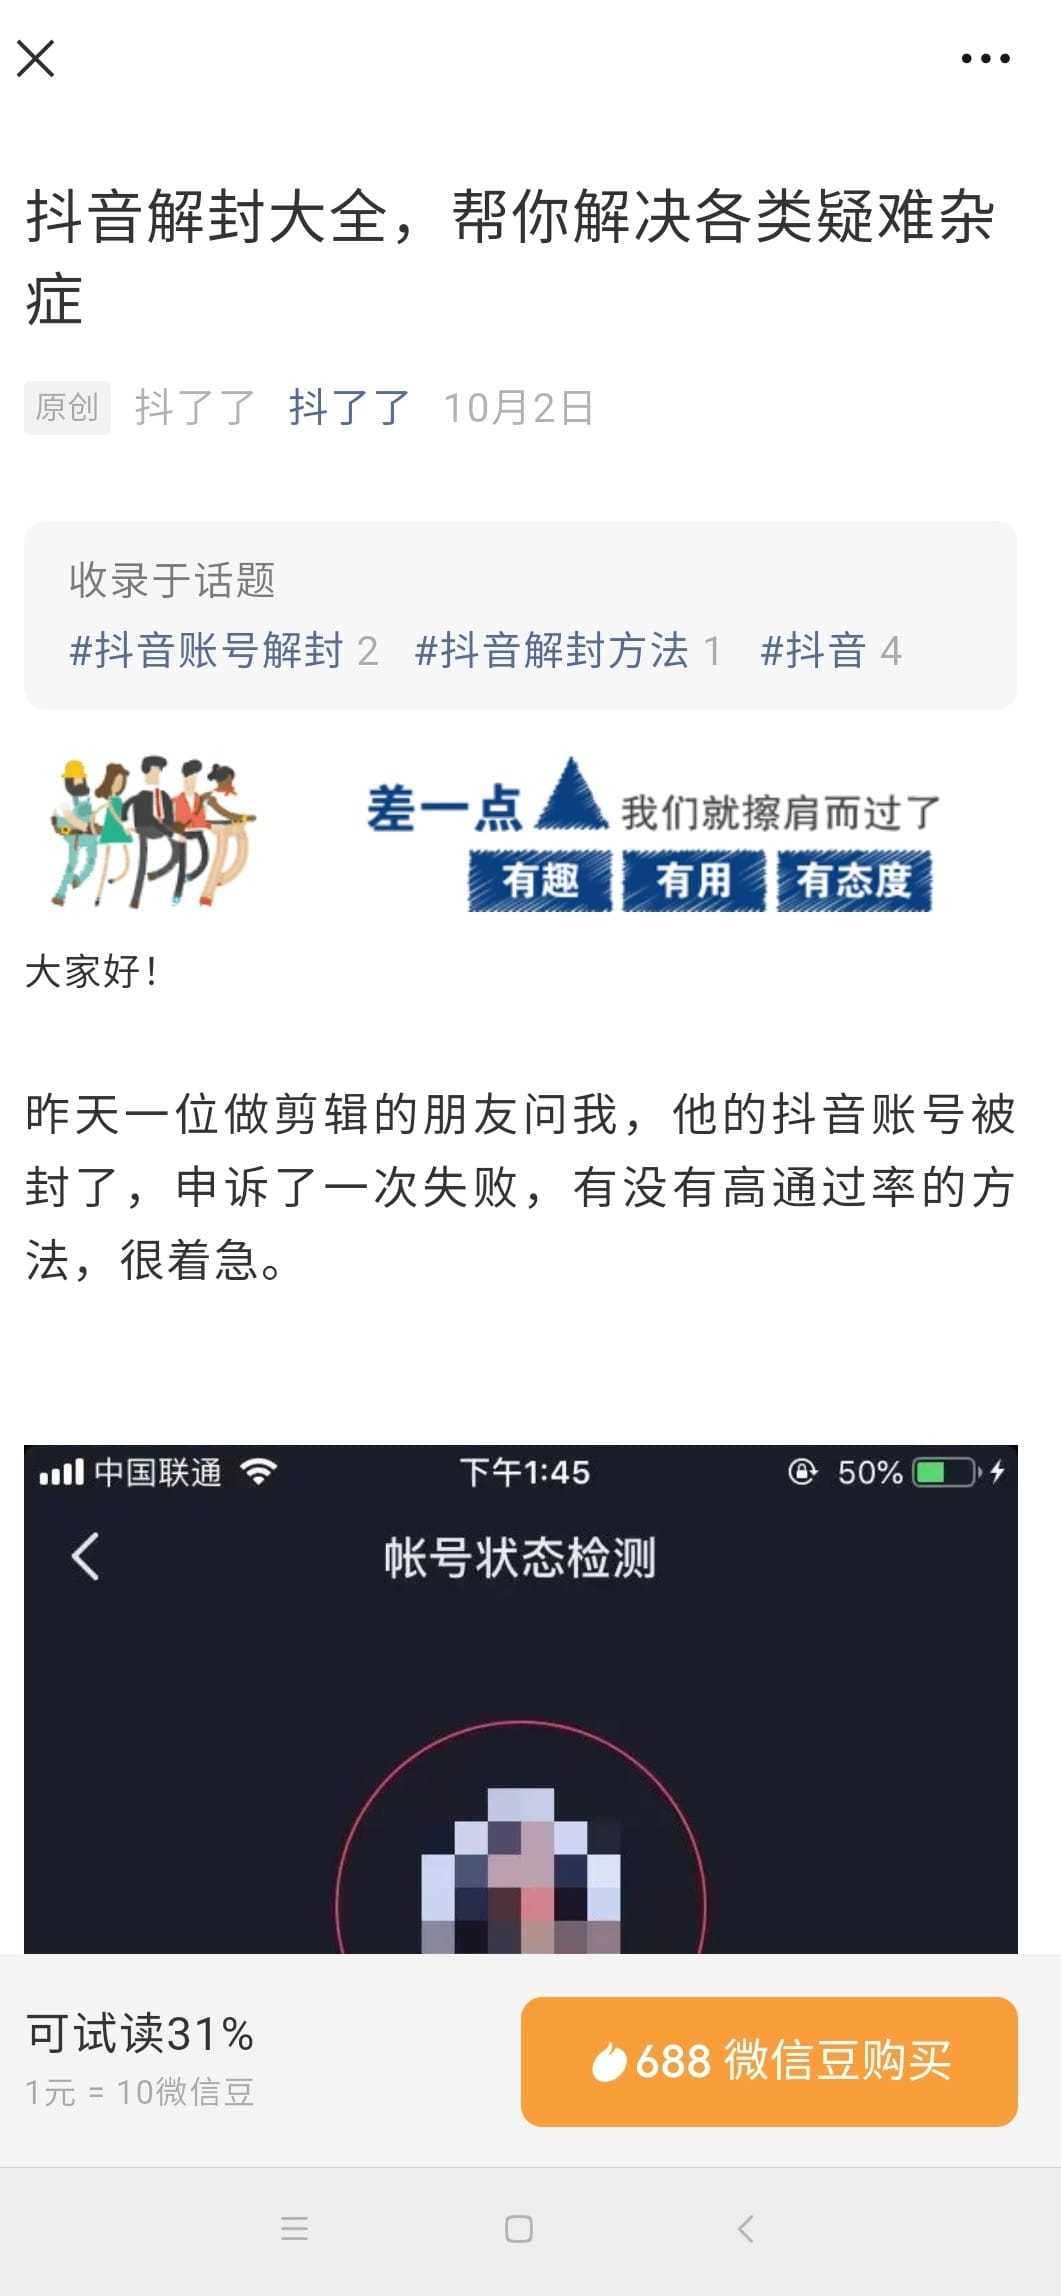 抖音解封大全，帮你解决各类疑难杂
症
原创 抖了了 抖了了 10月2日
收录于话题
#抖音账号解封 2 #抖音解封方法 1 #抖音 4
差一点 我们就擦肩而过了
有趣 有用 有态度
大家好！
昨天一位做剪辑的朋友问我，他的抖音账号被
封了，申诉了一次失败，有没有高通过率的方
法，很着急。
中国联通 下午1:45 50%
帐号状态检测
可试读31%
688 微信豆购买
1元 = 10微信豆